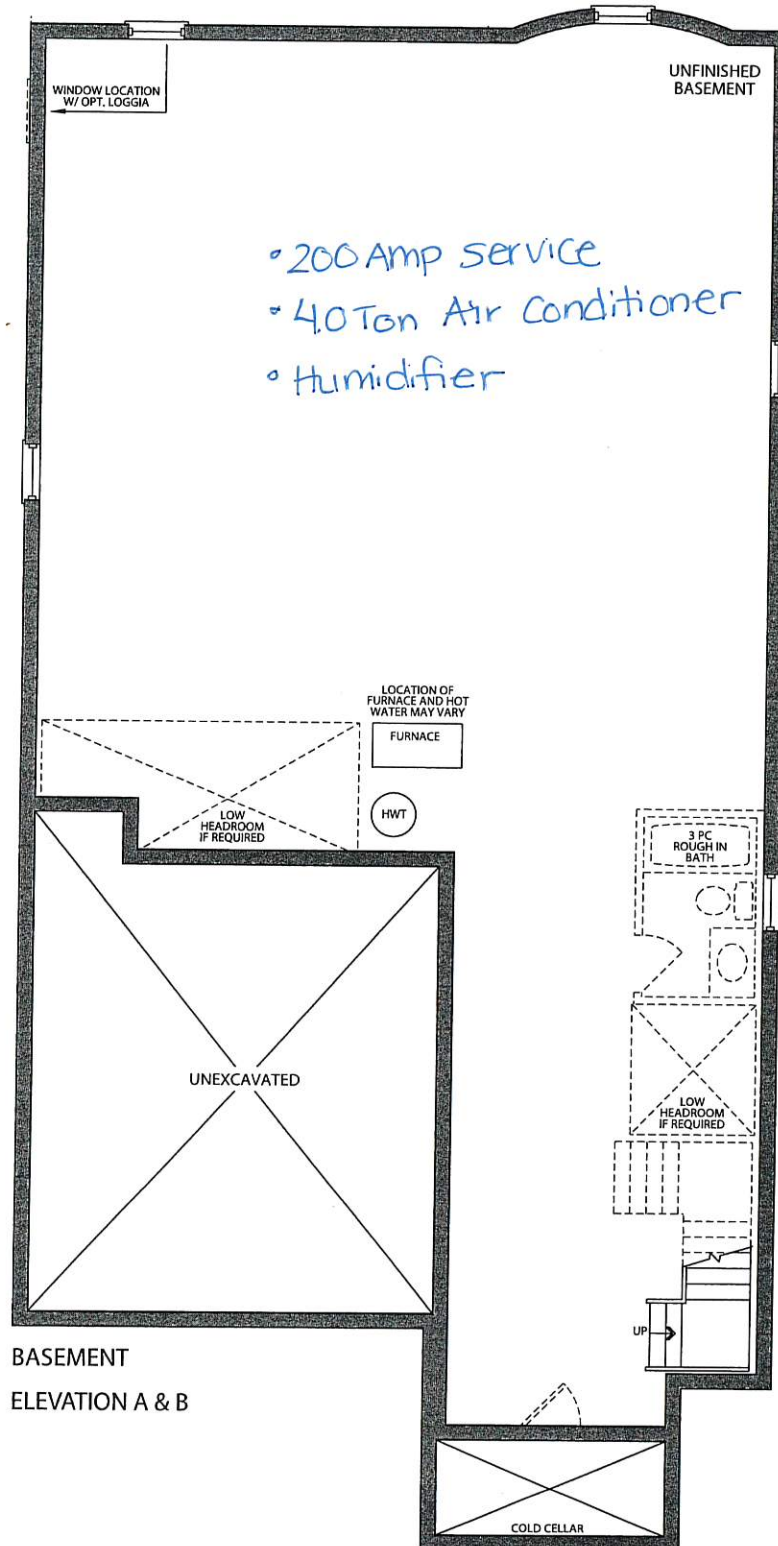 WINDOW LOCATION
W/ OPT. LOGGIA
UNFINISHED
BASEMENT
• 200 Amp service
• 4.0 Ton Air Conditioner
• Humidifier
LOCATION OF
FURNACE AND HOT
WATER MAY VARY
FURNACE
HWT
LOW
HEADROOM
IF REQUIRED
3 PC
ROUGH IN
BATH
UNEXCAVATED
LOW
HEADROOM
IF REQUIRED
UP
BASEMENT
ELEVATION A & B
COLD CELLAR